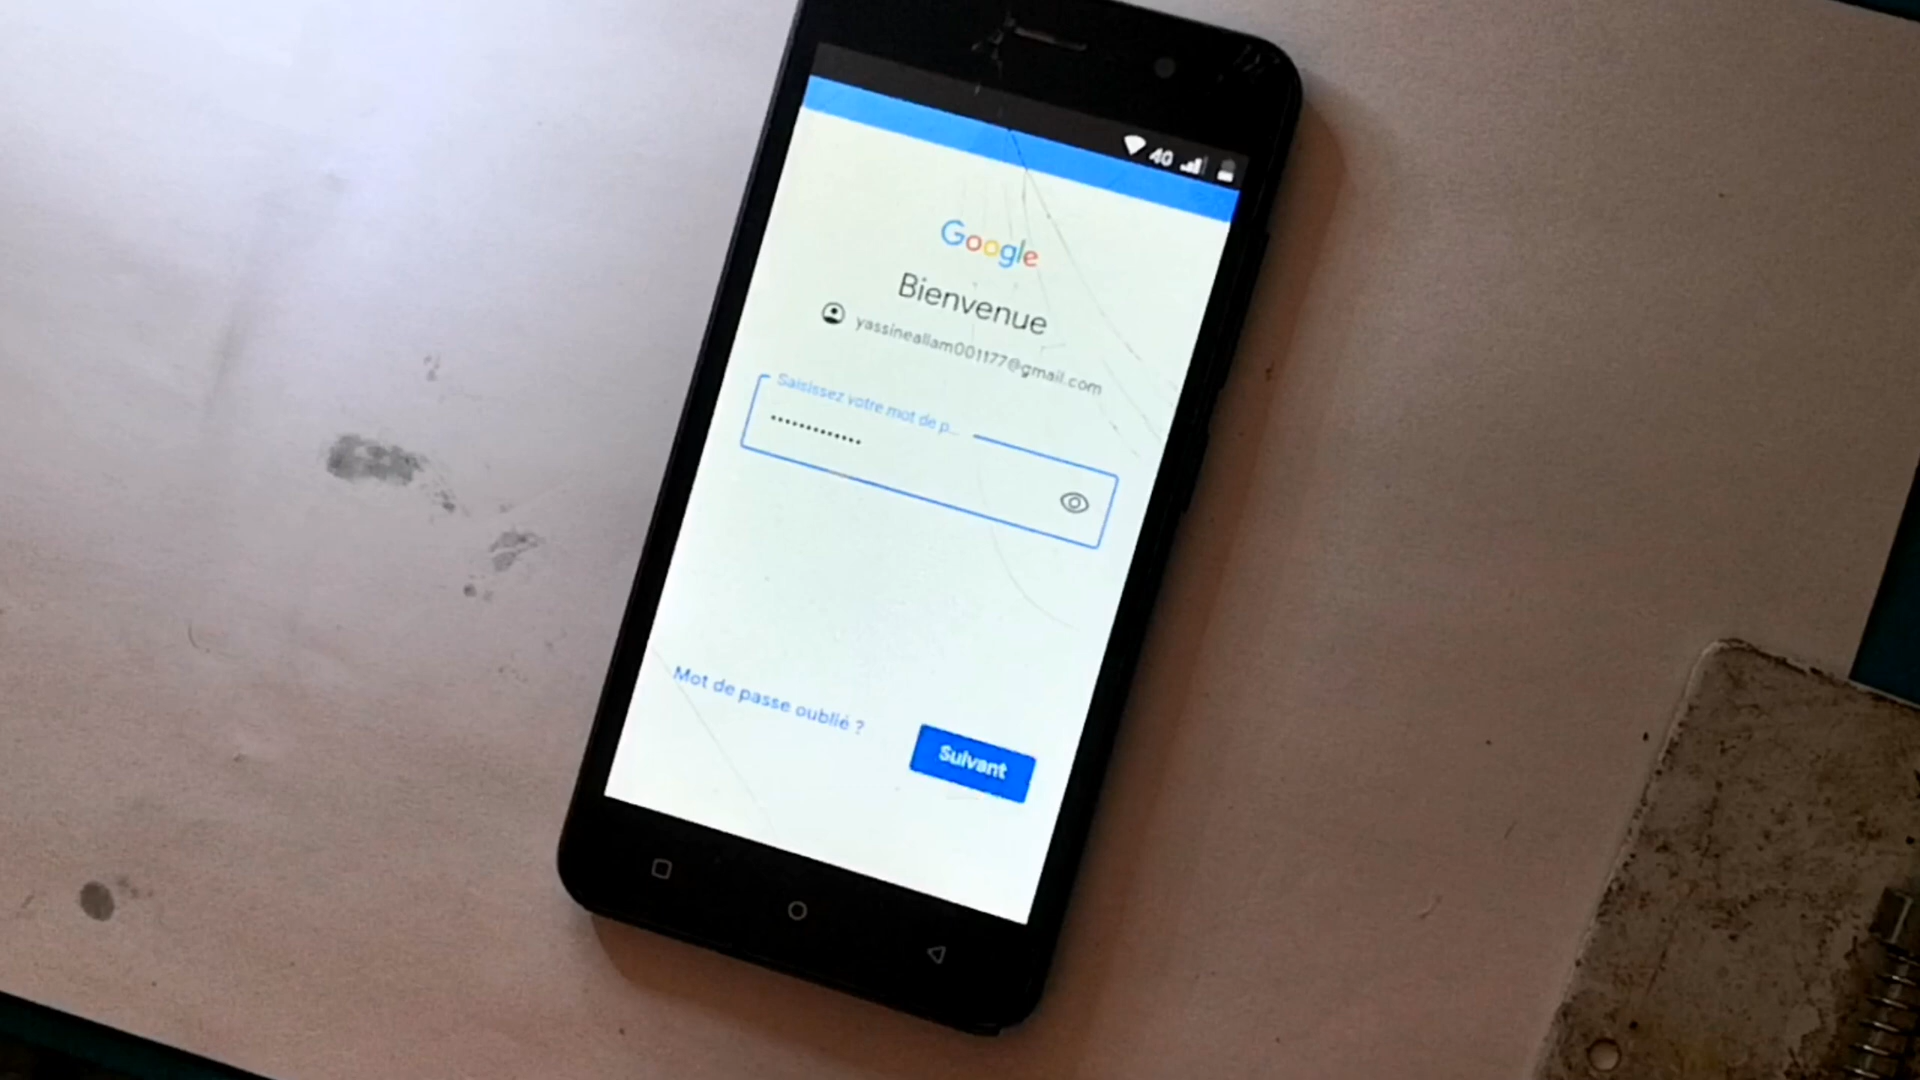 4G
Google
Bienvenue
yassineallam001177@gmail.com
Saisissez votre mot de p...
•••••••••••••
Mot de passe oublié ?
Suivant